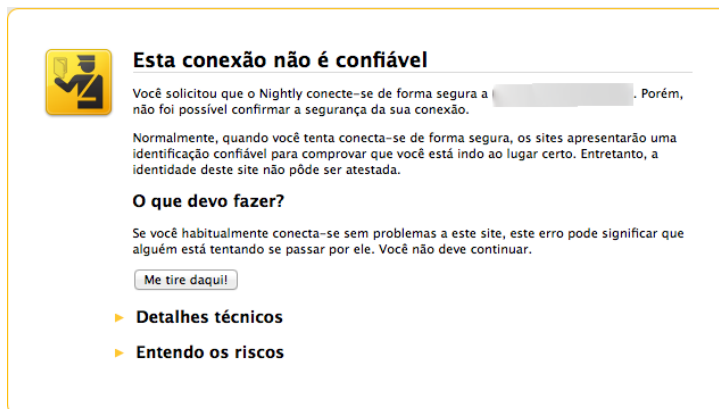 Esta conexão não é confiável
Você solicitou que o Nightly conecte-se de forma segura a . Porém,
não foi possível confirmar a segurança da sua conexão.
Normalmente, quando você tenta conecta-se de forma segura, os sites apresentarão uma
identificação confiável para comprovar que você está indo ao lugar certo. Entretanto, a
identidade deste site não pôde ser atestada.
O que devo fazer?
Se você habitualmente conecta-se sem problemas a este site, este erro pode significar que
alguém está tentando se passar por ele. Você não deve continuar.
Me tire daqui!
Detalhes técnicos
Entendo os riscos